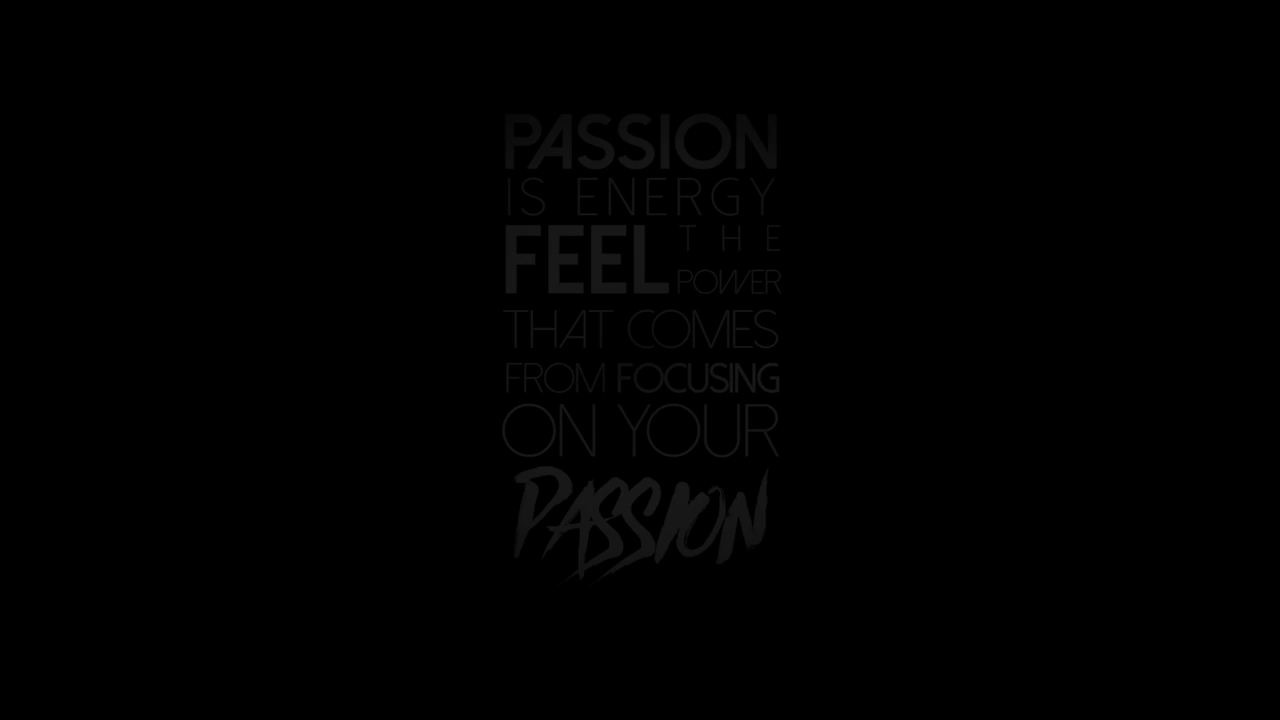 PASSION
IS ENERGY
FEEL THE
POWER
THAT COMES
FROM FOCUSING
ON YOUR
PASSION